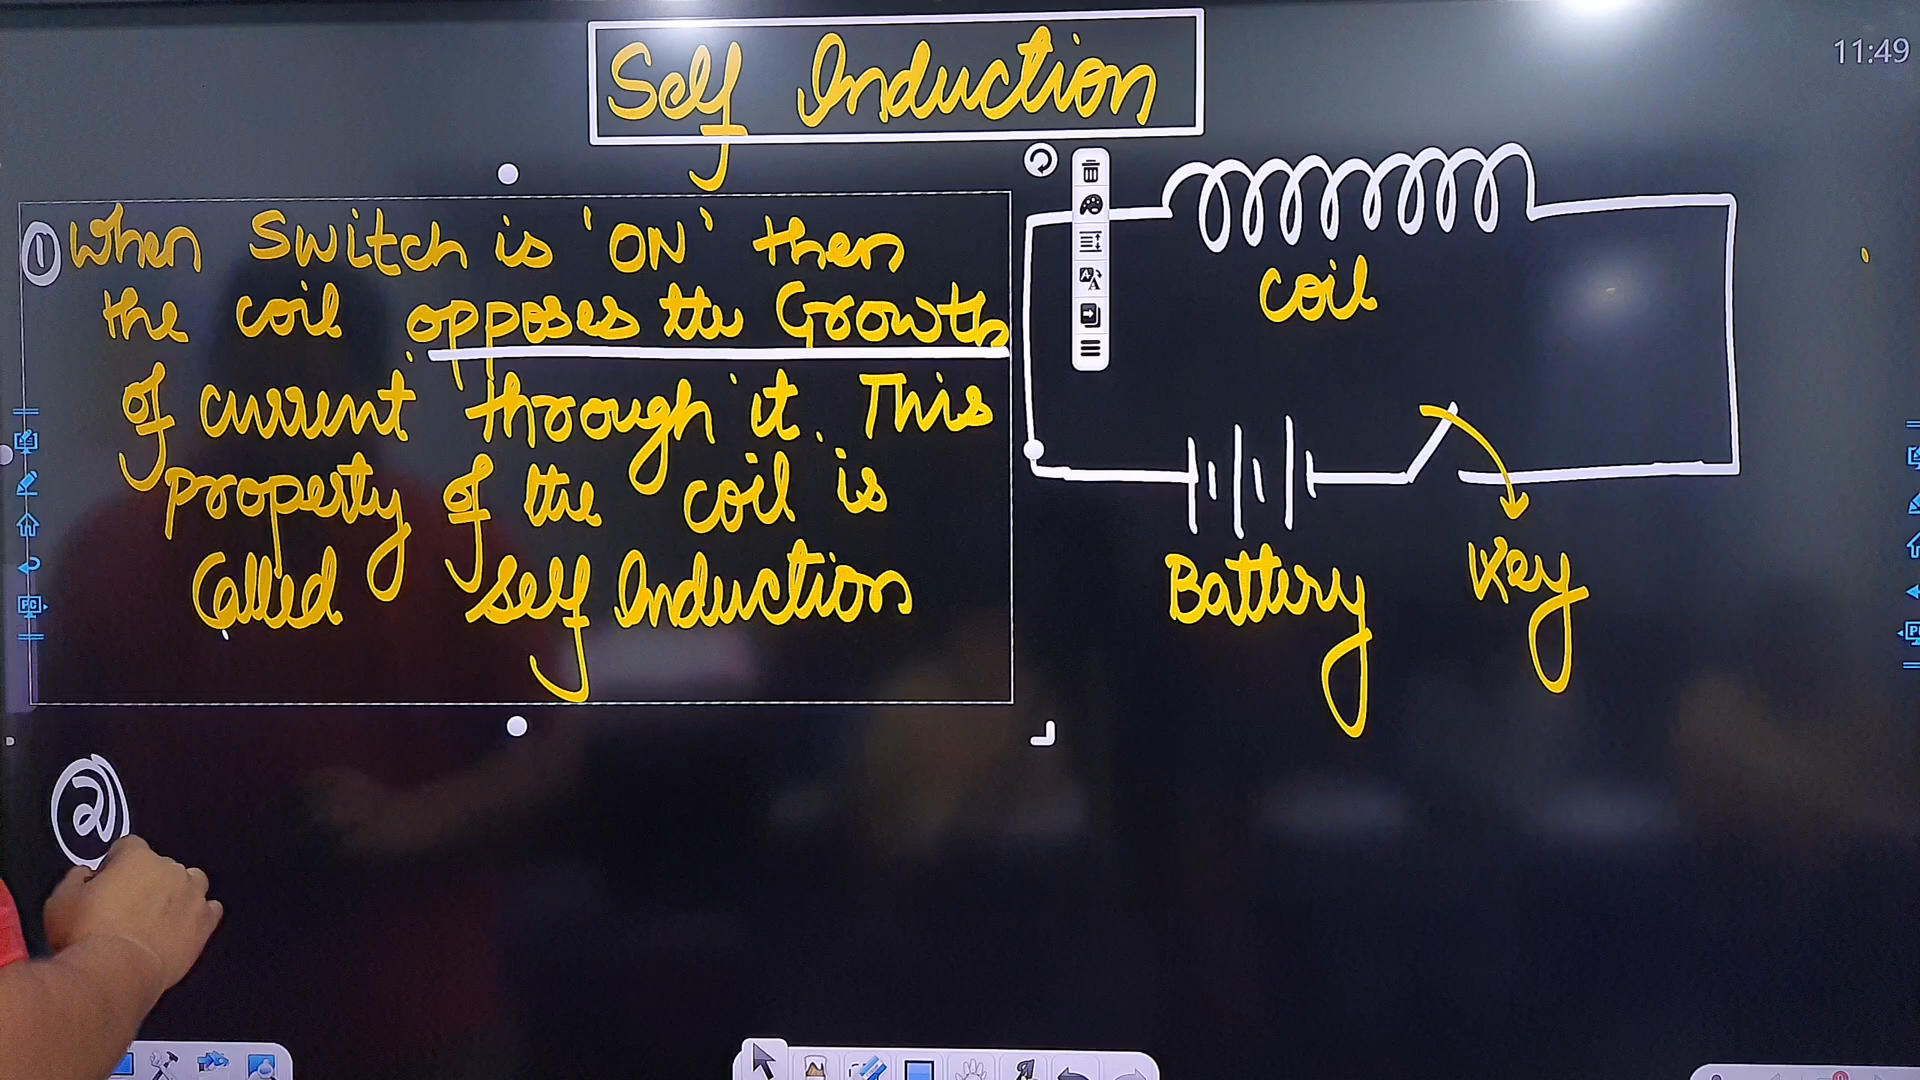 Self Induction
11:49
① When Switch is 'ON' then
the coil opposes the Growth
of current through it. This
property of the coil is
Called Self Induction
coil
Battery
Key
②